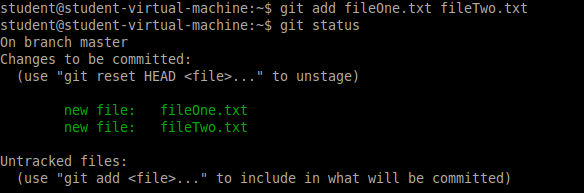 student@student-virtual-machine:~$ git add fileOne.txt fileTwo.txt
student@student-virtual-machine:~$ git status
On branch master
Changes to be committed:
  (use "git reset HEAD <file>..." to unstage)

        new file:   fileOne.txt
        new file:   fileTwo.txt

Untracked files:
  (use "git add <file>..." to include in what will be committed)